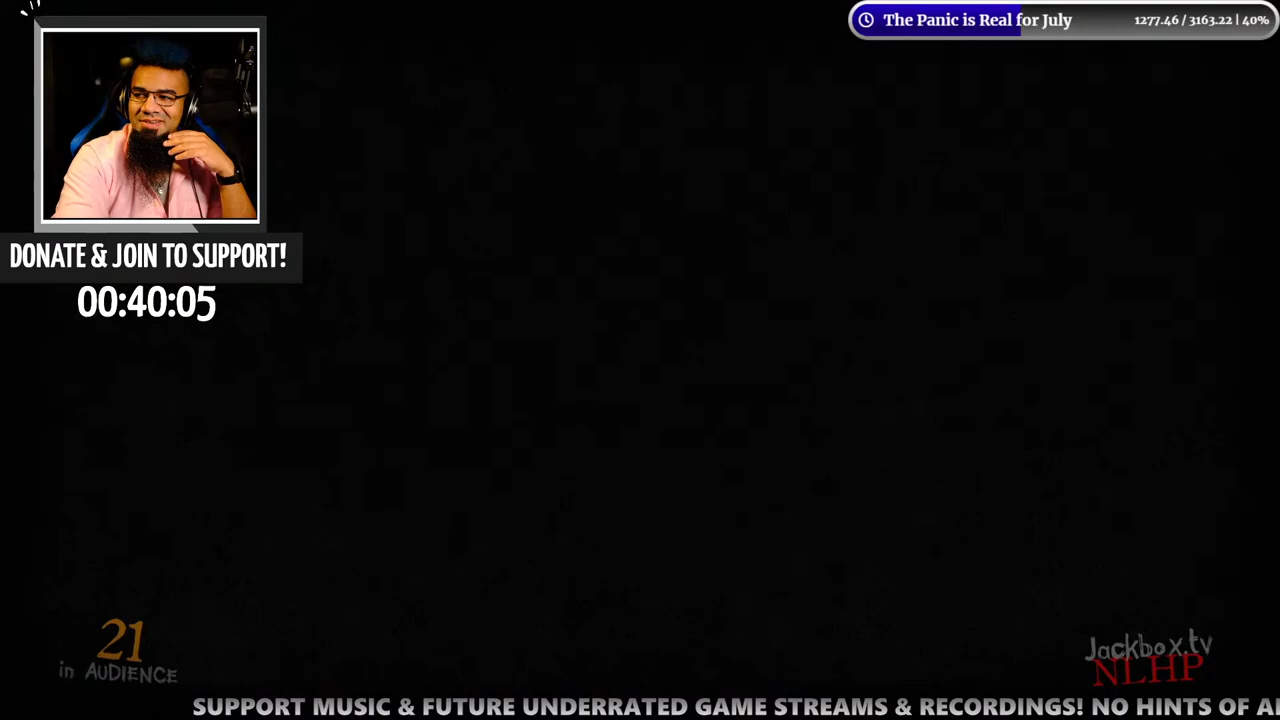 The Panic is Real for July
1277.46 / 3163.22 | 40%
DONATE & JOIN TO SUPPORT!
00:40:05
21
in AUDIENCE
Jackbox.tv
NLHP
SUPPORT MUSIC & FUTURE UNDERRATED GAME STREAMS & RECORDINGS! NO HINTS OF